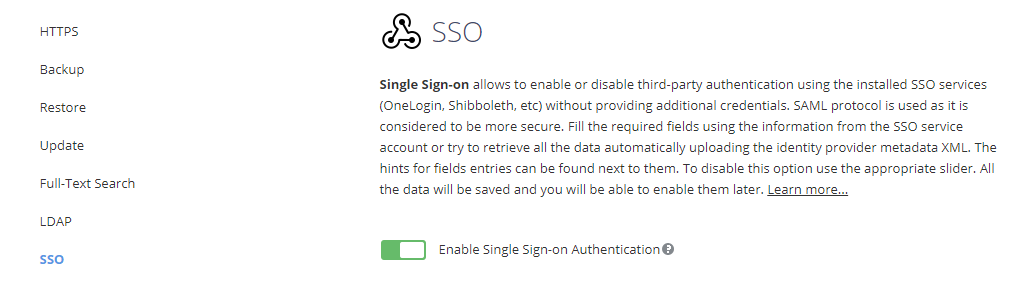 HTTPS
Backup
Restore
Update
Full-Text Search
LDAP
SSO
SSO
Single Sign-on allows to enable or disable third-party authentication using the installed SSO services
(OneLogin, Shibboleth, etc) without providing additional credentials. SAML protocol is used as it is
considered to be more secure. Fill the required fields using the information from the SSO service
account or try to retrieve all the data automatically uploading the identity provider metadata XML. The
hints for fields entries can be found next to them. To disable this option use the appropriate slider. All
the data will be saved and you will be able to enable them later. Learn more...
Enable Single Sign-on Authentication